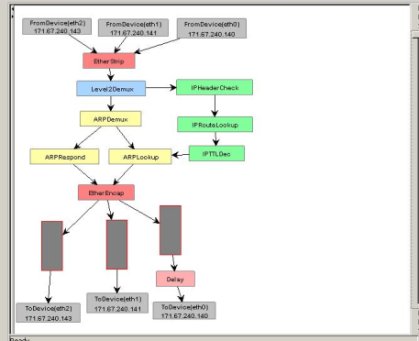 FromDevice(eth2)
171.67.240.143
FromDevice(eth1)
171.67.240.141
FromDevice(eth0)
171.67.240.140
EtherStrip
Level2Demux
IPHeaderCheck
ARPDemux
IPRouteLookup
ARPRespond
ARPLookup
IPTTLDec
EtherEncap
Delay
ToDevice(eth2)
171.67.240.143
ToDevice(eth1)
171.67.240.141
ToDevice(eth0)
171.67.240.140
Ready